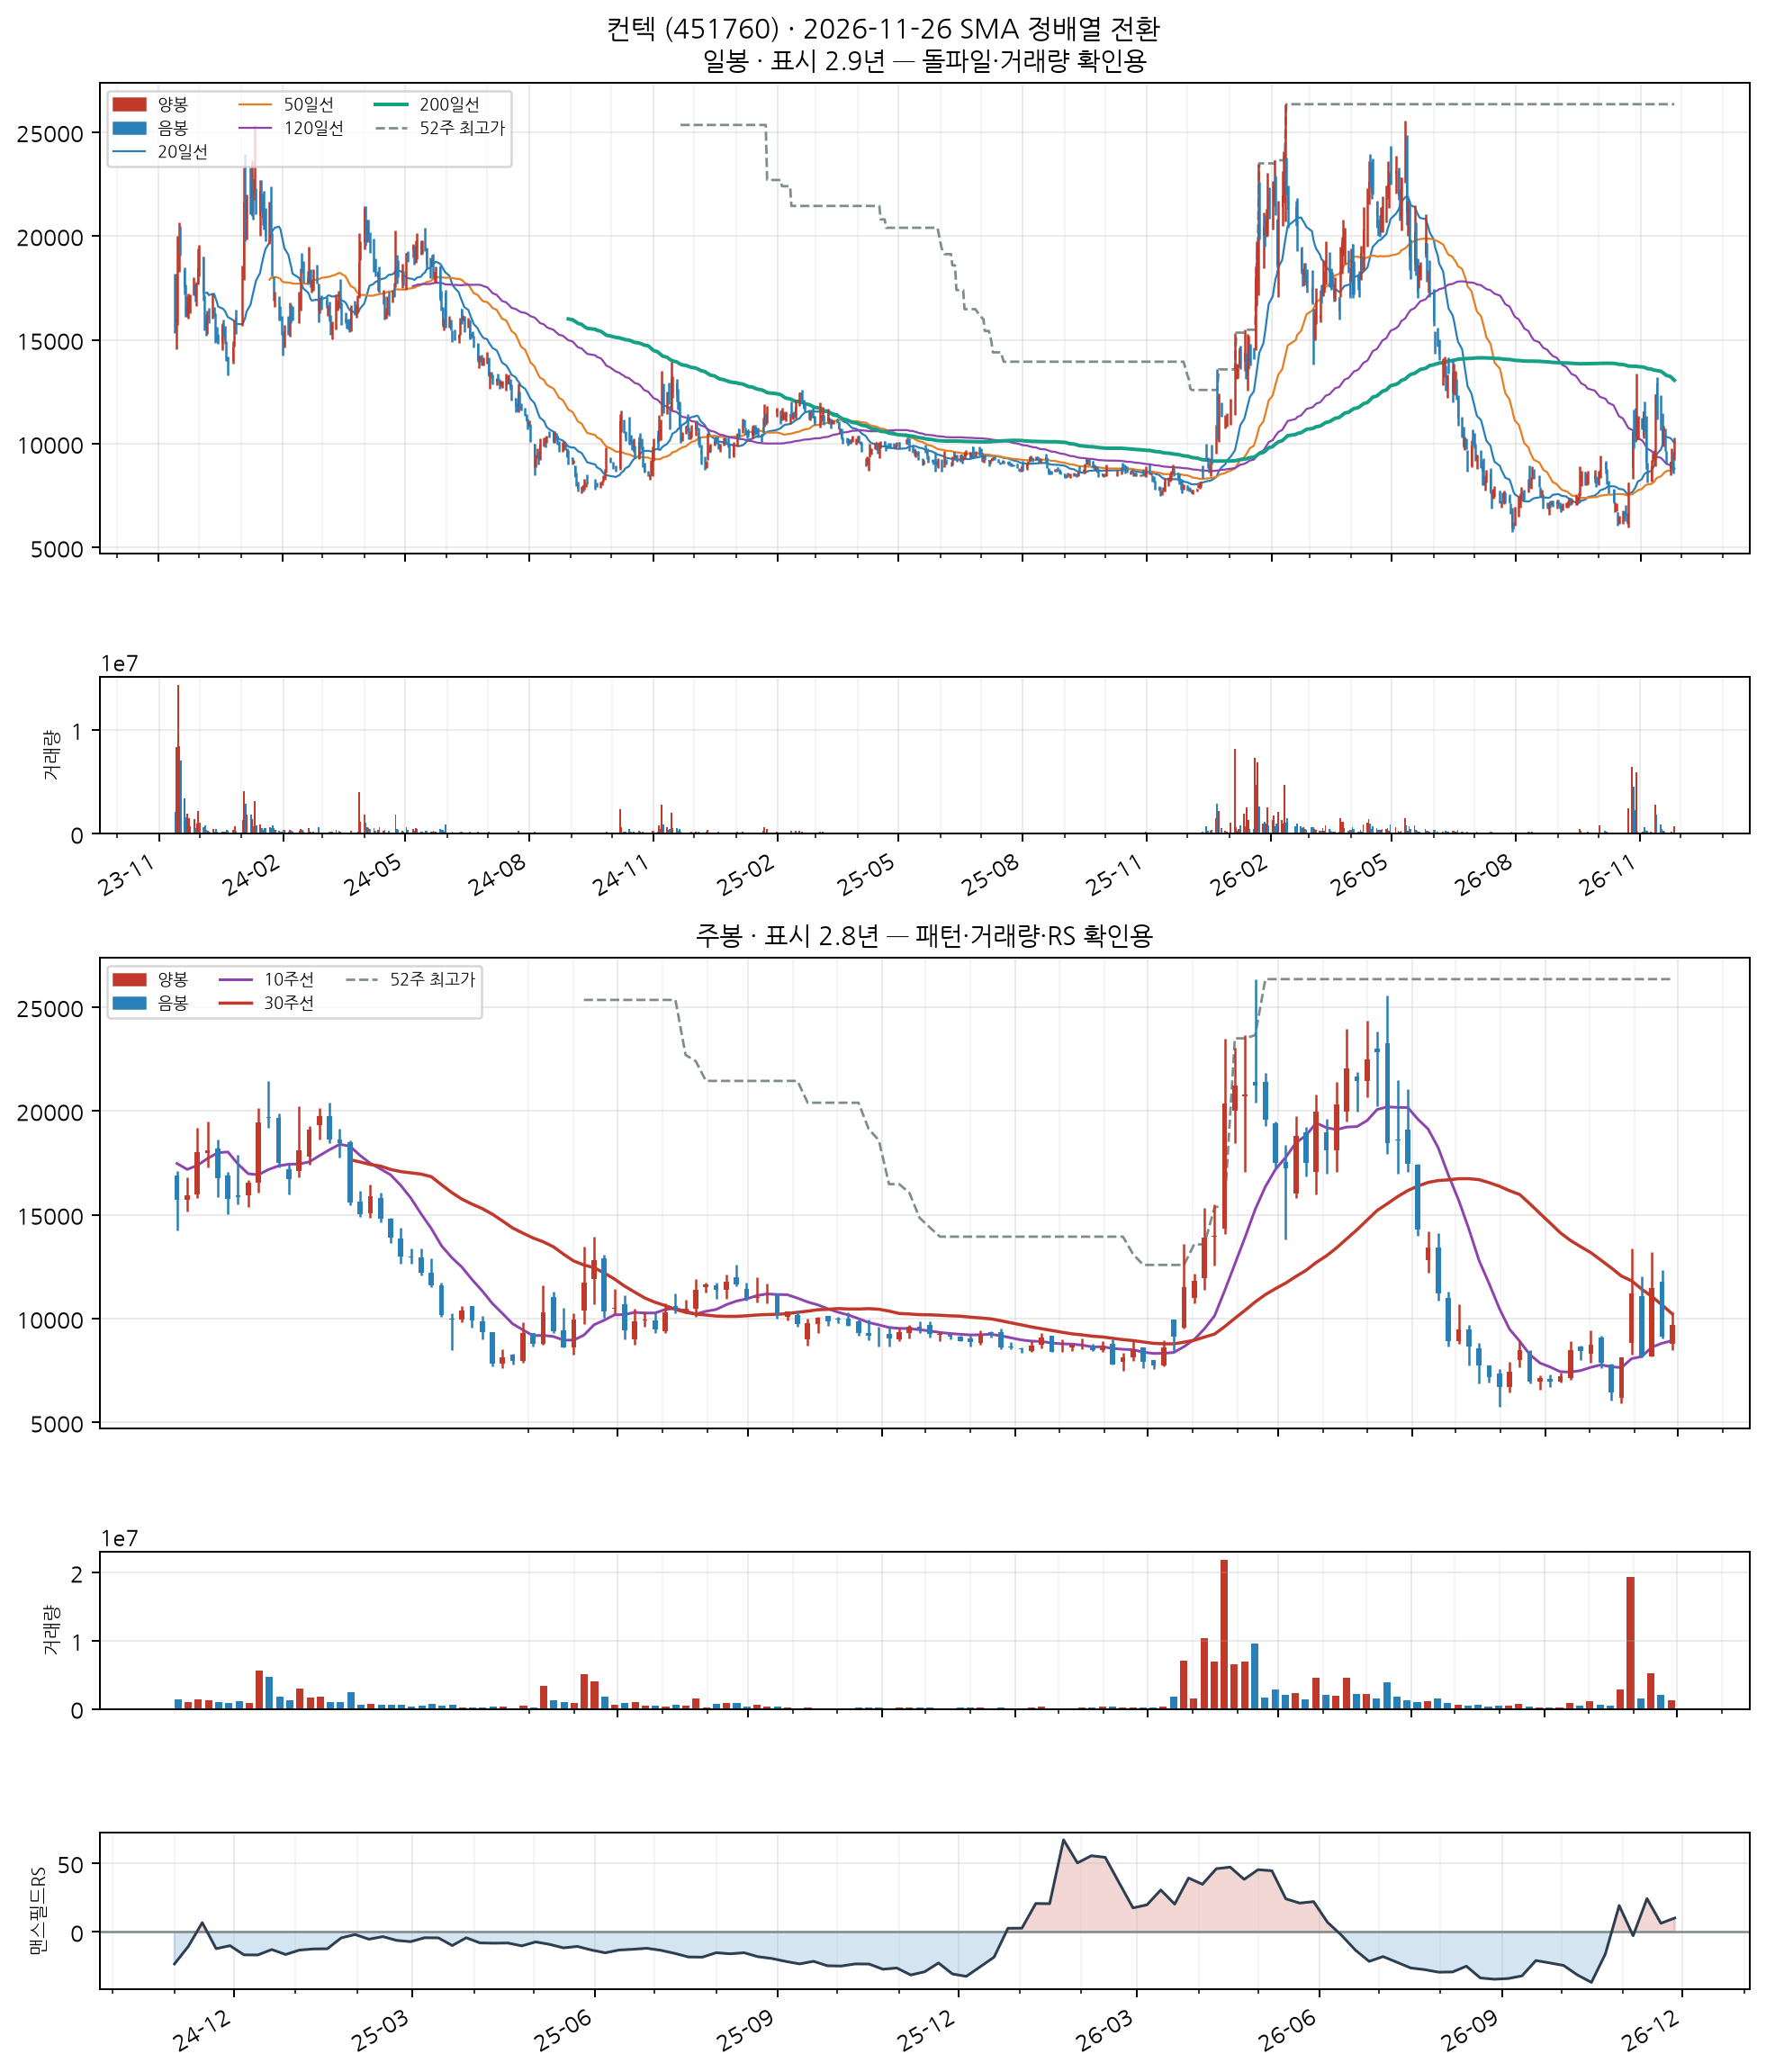 컨텍 (451760) · 2026-11-26 SMA 정배열 전환
일봉 · 표시 2.9년 — 돌파일·거래량 확인용
양봉
음봉
20일선
50일선
120일선
200일선
52주 최고가
25000
20000
15000
10000
5000
1e7
거래량
1
0
23-11
24-02
24-05
24-08
24-11
25-02
25-05
25-08
25-11
26-02
26-05
26-08
26-11
주봉 · 표시 2.8년 — 패턴·거래량·RS 확인용
양봉
음봉
10주선
30주선
52주 최고가
25000
20000
15000
10000
5000
1e7
거래량
2
1
0
맨스필드RS
50
0
24-12
25-03
25-06
25-09
25-12
26-03
26-06
26-09
26-12